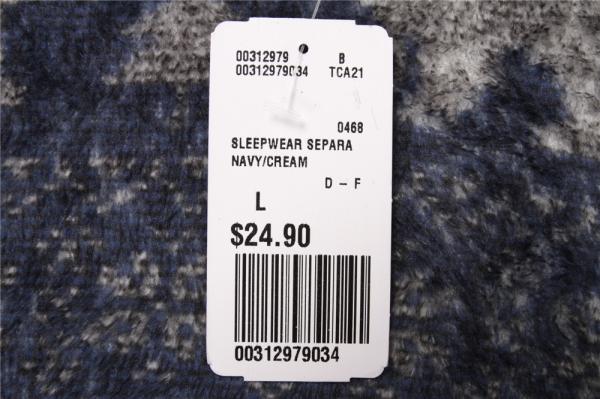 00312979 B
00312979034 TCA21
0468
SLEEPWEAR SEPARA
NAVY/CREAM
D - F
L
$24.90
00312979034